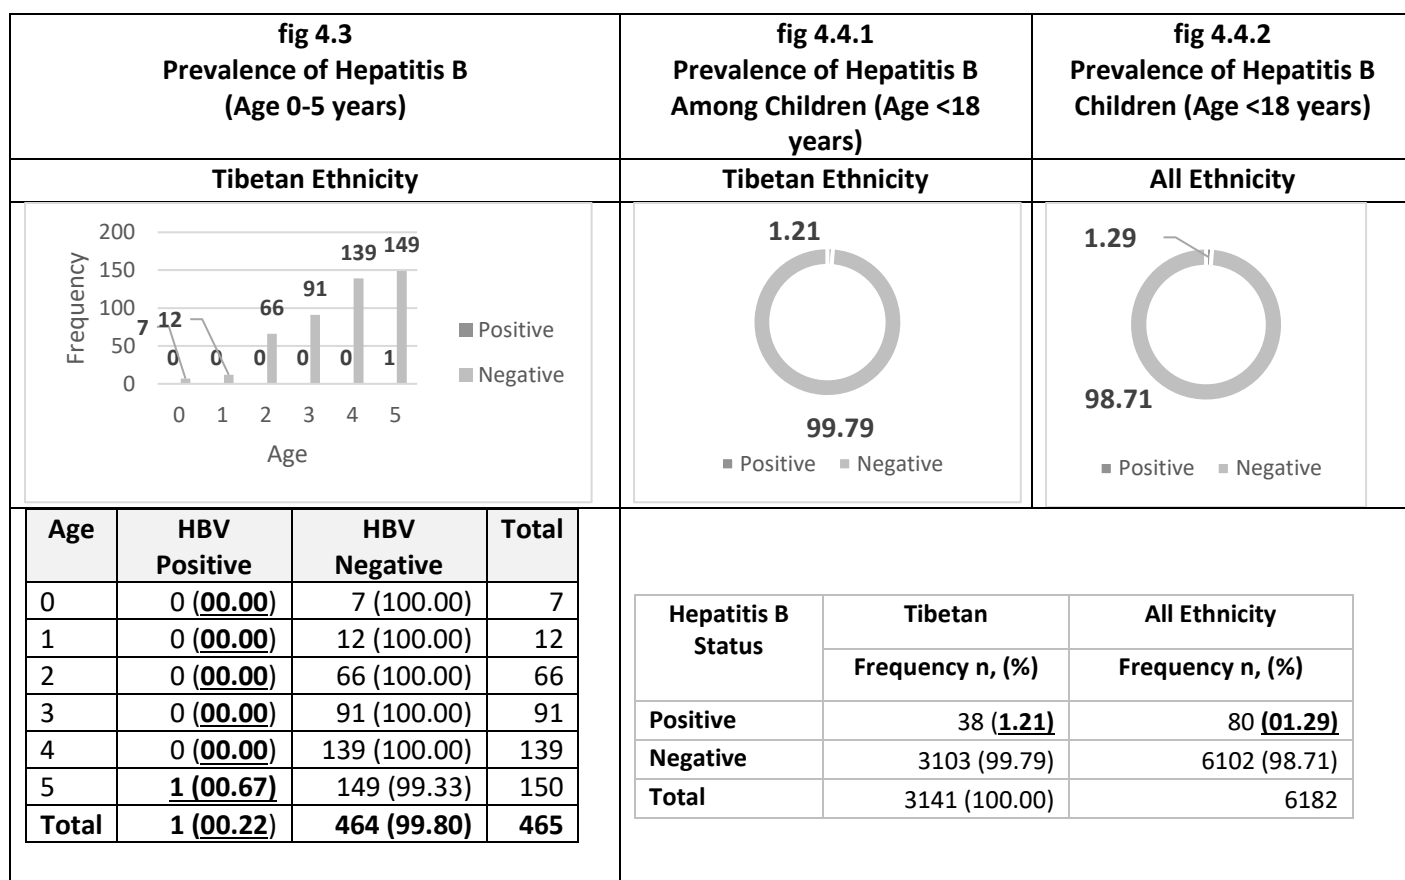 fig 4.3
Prevalence of Hepatitis B
(Age 0-5 years)
fig 4.4.1
Prevalence of Hepatitis B
Among Children (Age <18
years)
fig 4.4.2
Prevalence of Hepatitis B
Children (Age <18 years)
Tibetan Ethnicity
Tibetan Ethnicity
All Ethnicity
Frequency
200
150
100
50
0
7 12 66 91 139 149
0 0 0 0 0 1
0 1 2 3 4 5
Age
Positive
Negative
1.21
99.79
Positive Negative
1.29
98.71
Positive Negative
Age HBV Positive HBV Negative Total
0 0 (00.00) 7 (100.00) 7
1 0 (00.00) 12 (100.00) 12
2 0 (00.00) 66 (100.00) 66
3 0 (00.00) 91 (100.00) 91
4 0 (00.00) 139 (100.00) 139
5 1 (00.67) 149 (99.33) 150
Total 1 (00.22) 464 (99.80) 465
Hepatitis B Status Tibetan All Ethnicity
Frequency n, (%) Frequency n, (%)
Positive 38 (1.21) 80 (01.29)
Negative 3103 (99.79) 6102 (98.71)
Total 3141 (100.00) 6182